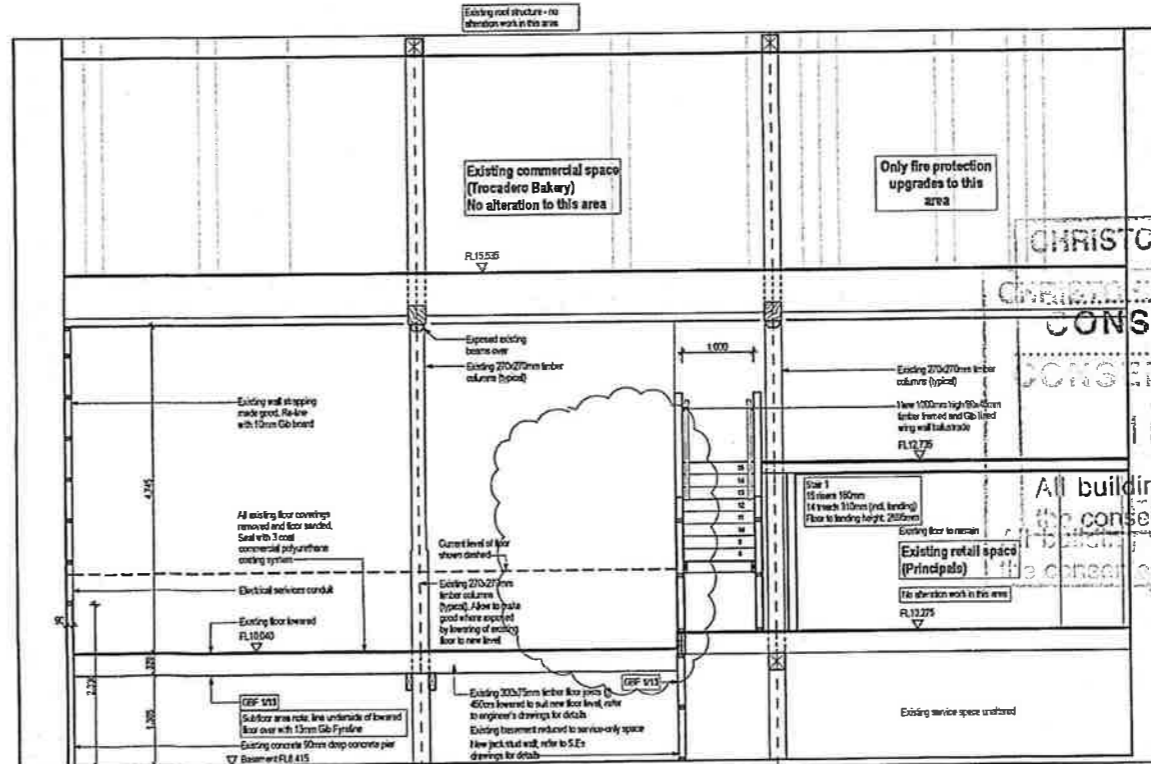 Existing roof structure - no
alteration work in this area
Existing commercial space
(Trocadero Bakery)
No alteration to this area
Only fire protection
upgrades to this
area
FL15.535
Exposed existing
beams over
Existing 270x270mm timber
columns (typical)
1.000
Existing 270x270mm timber
columns (typical)
New 1000mm high 90x45mm
timber framed and Gib lined
wing wall balustrade
FL12.735
Existing wall strapping
made good. Re-line
with 10mm Gib board
4.745
All existing floor coverings
removed and floor sanded.
Seal with 3 coat
commercial polyurethane
coating system
Current level of floor
shown dashed
Stair 1
15 risers 180mm
14 treads 310mm (incl. landing)
Floor to landing height
Existing floor to remain
Existing retail space
(Principals)
No alteration work in this area
Existing 270x270mm
timber columns
(typical). Allow to make
good where exposed
by lowering of existing
floor to new level
Electrical services conduit
90
Existing floor lowered
FL10.040
GBF 1/13
Subfloor area note, line underside of lowered
floor over with 13mm Gib Fyreline
Existing concrete 90mm deep concrete pier
Basement FL8.415
Existing 300x75mm timber floor joists @
450crs lowered to suit new floor level, refer
to engineer's drawings for details
Existing basement reduced to service-only space
New jack stud wall, refer to S.E's
drawings for details
GBF 1/13
Existing service space unaltered
CHRISTC
CONS
All buildin
the conse